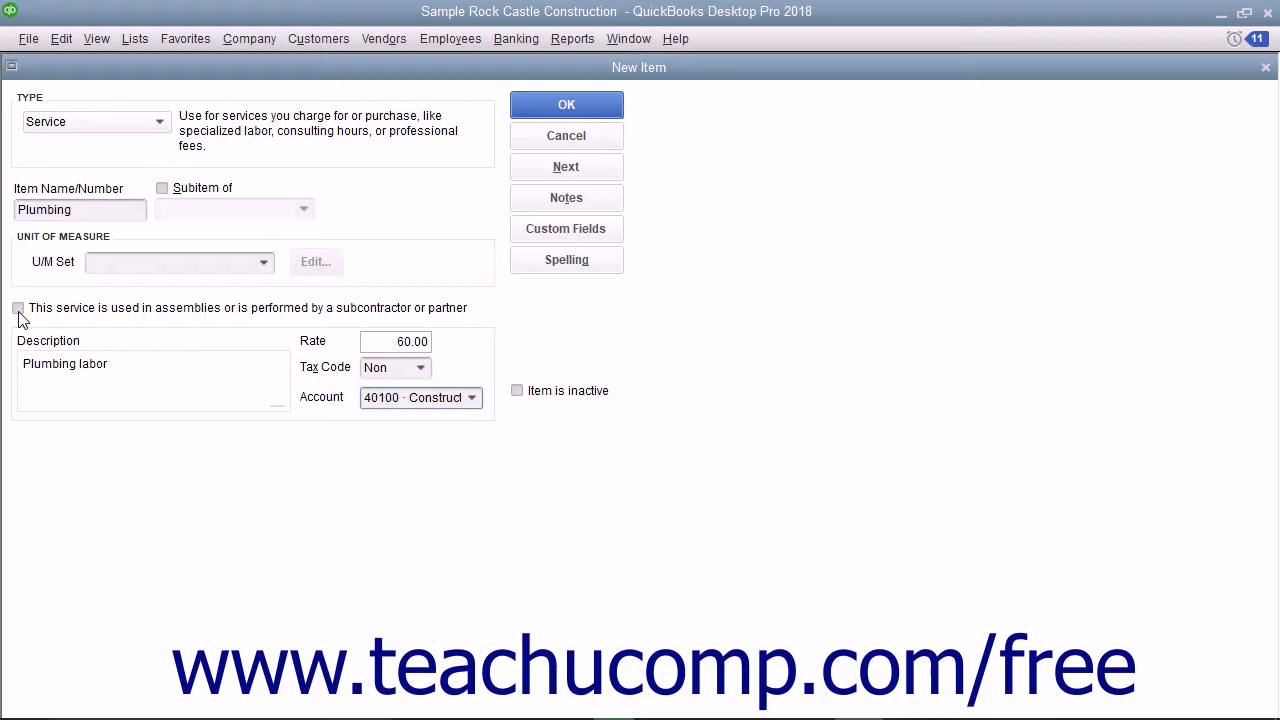 qb
Sample Rock Castle Construction - QuickBooks Desktop Pro 2018
File Edit View Lists Favorites Company Customers Vendors Employees Banking Reports Window Help 11
New Item
TYPE
Service
Use for services you charge for or purchase, like
specialized labor, consulting hours, or professional
fees.
OK
Cancel
Next
Notes
Custom Fields
Spelling
Item Name/Number
Subitem of
Plumbing
UNIT OF MEASURE
U/M Set
Edit...
This service is used in assemblies or is performed by a subcontractor or partner
Description
Plumbing labor
Rate 60.00
Tax Code Non
Account 40100 · Construct
Item is inactive
www.teachucomp.com/free